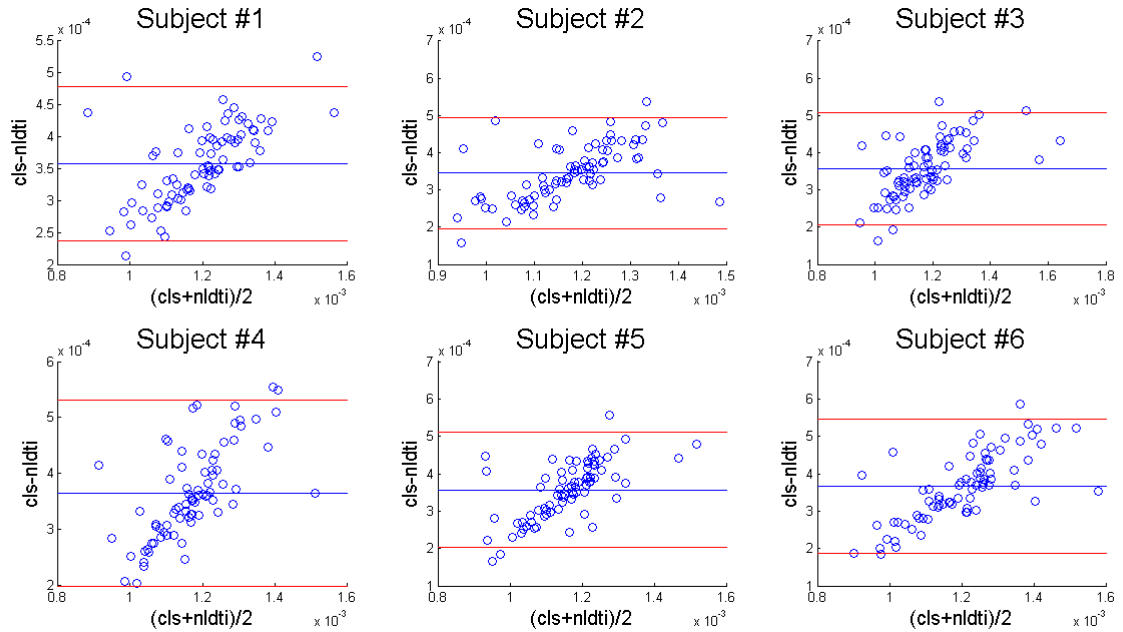 Subject #1
x 10⁻⁴
5.5
5
4.5
4
3.5
3
2.5
2
cls-nldti
0.8 1 1.2 1.4 1.6
(cls+nldti)/2
x 10⁻³
Subject #2
x 10⁻⁴
7
6
5
4
3
2
1
cls-nldti
0.9 1 1.1 1.2 1.3 1.4 1.5
(cls+nldti)/2
x 10⁻³
Subject #3
x 10⁻⁴
7
6
5
4
3
2
1
cls-nldti
0.8 1 1.2 1.4 1.6 1.8
(cls+nldti)/2
x 10⁻³
Subject #4
x 10⁻⁴
6
5
4
3
2
cls-nldti
0.8 1 1.2 1.4 1.6
(cls+nldti)/2
x 10⁻³
Subject #5
x 10⁻⁴
7
6
5
4
3
2
1
cls-nldti
0.8 1 1.2 1.4 1.6
(cls+nldti)/2
x 10⁻³
Subject #6
x 10⁻⁴
7
6
5
4
3
2
1
cls-nldti
0.8 1 1.2 1.4 1.6
(cls+nldti)/2
x 10⁻³